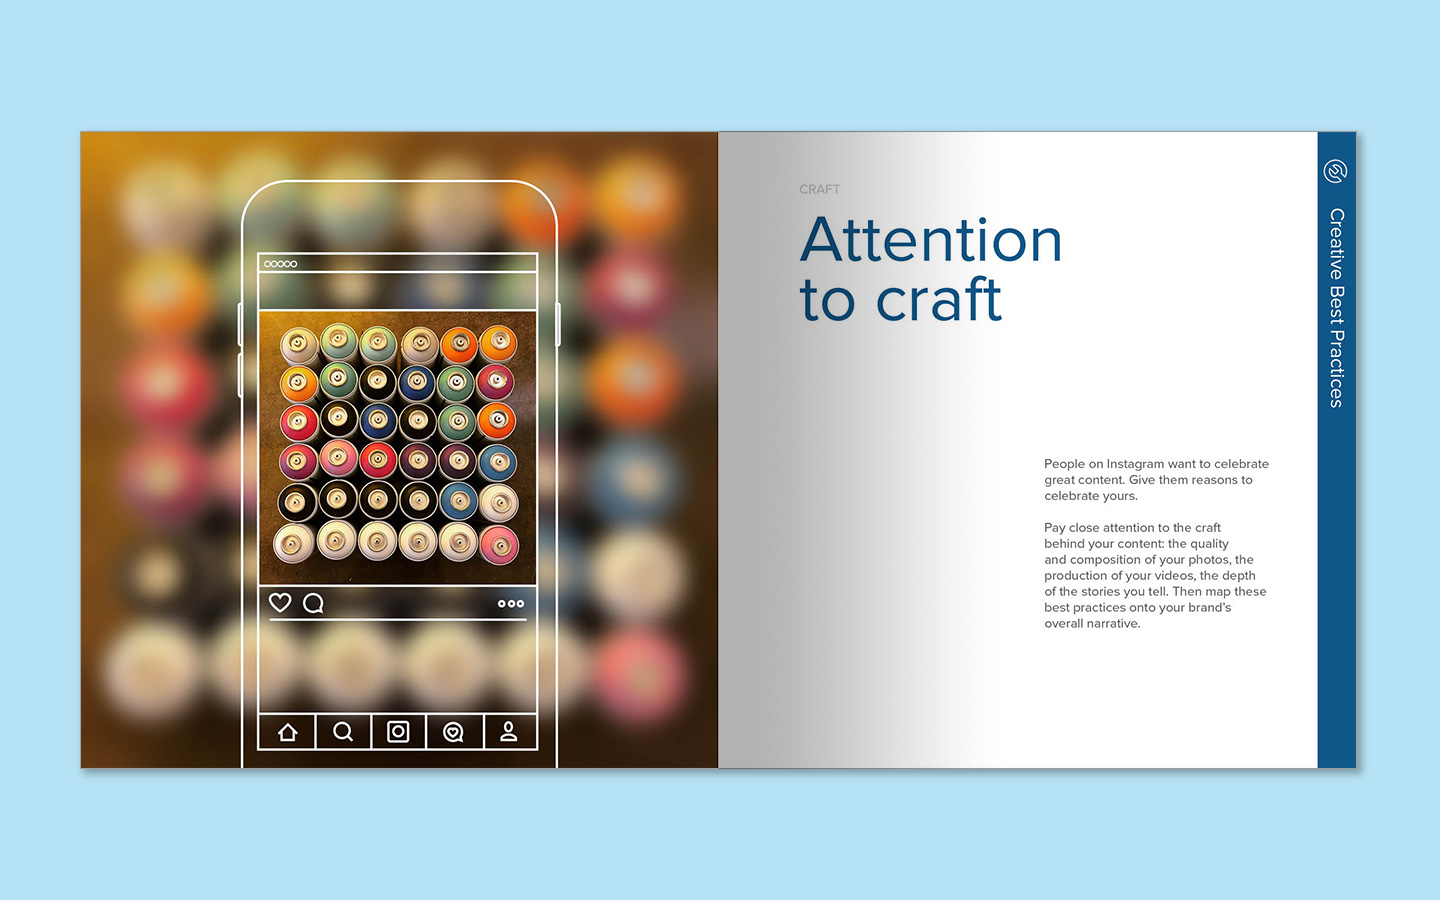 CRAFT
Attention
to craft
People on Instagram want to celebrate
great content. Give them reasons to
celebrate yours.
Pay close attention to the craft
behind your content: the quality
and composition of your photos, the
production of your videos, the depth
of the stories you tell. Then map these
best practices onto your brand’s
overall narrative.
Creative Best Practices